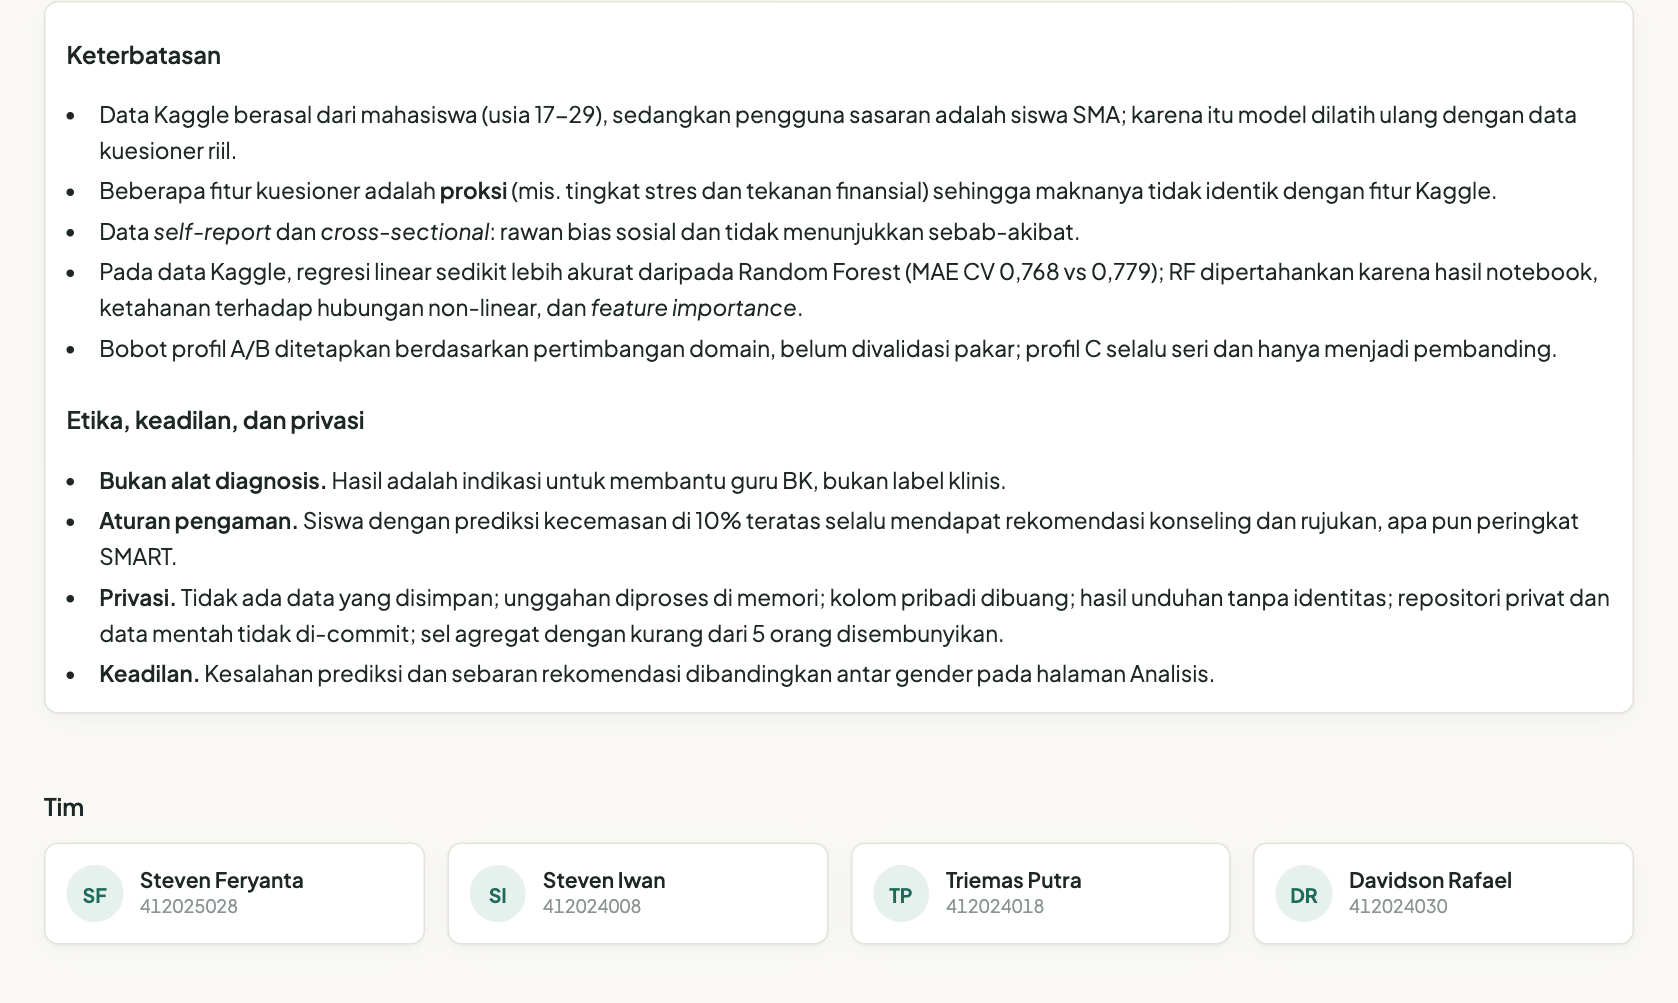 Keterbatasan
• Data Kaggle berasal dari mahasiswa (usia 17–29), sedangkan pengguna sasaran adalah siswa SMA; karena itu model dilatih ulang dengan data
kuesioner riil.
• Beberapa fitur kuesioner adalah proksi (mis. tingkat stres dan tekanan finansial) sehingga maknanya tidak identik dengan fitur Kaggle.
• Data self-report dan cross-sectional: rawan bias sosial dan tidak menunjukkan sebab-akibat.
• Pada data Kaggle, regresi linear sedikit lebih akurat daripada Random Forest (MAE CV 0,768 vs 0,779); RF dipertahankan karena hasil notebook,
ketahanan terhadap hubungan non-linear, dan feature importance.
• Bobot profil A/B ditetapkan berdasarkan pertimbangan domain, belum divalidasi pakar; profil C selalu seri dan hanya menjadi pembanding.
Etika, keadilan, dan privasi
• Bukan alat diagnosis. Hasil adalah indikasi untuk membantu guru BK, bukan label klinis.
• Aturan pengaman. Siswa dengan prediksi kecemasan di 10% teratas selalu mendapat rekomendasi konseling dan rujukan, apa pun peringkat
SMART.
• Privasi. Tidak ada data yang disimpan; unggahan diproses di memori; kolom pribadi dibuang; hasil unduhan tanpa identitas; repositori privat dan
data mentah tidak di-commit; sel agregat dengan kurang dari 5 orang disembunyikan.
• Keadilan. Kesalahan prediksi dan sebaran rekomendasi dibandingkan antar gender pada halaman Analisis.
Tim
SF Steven Feryanta
412025028
SI Steven Iwan
412024008
TP Triemas Putra
412024018
DR Davidson Rafael
412024030